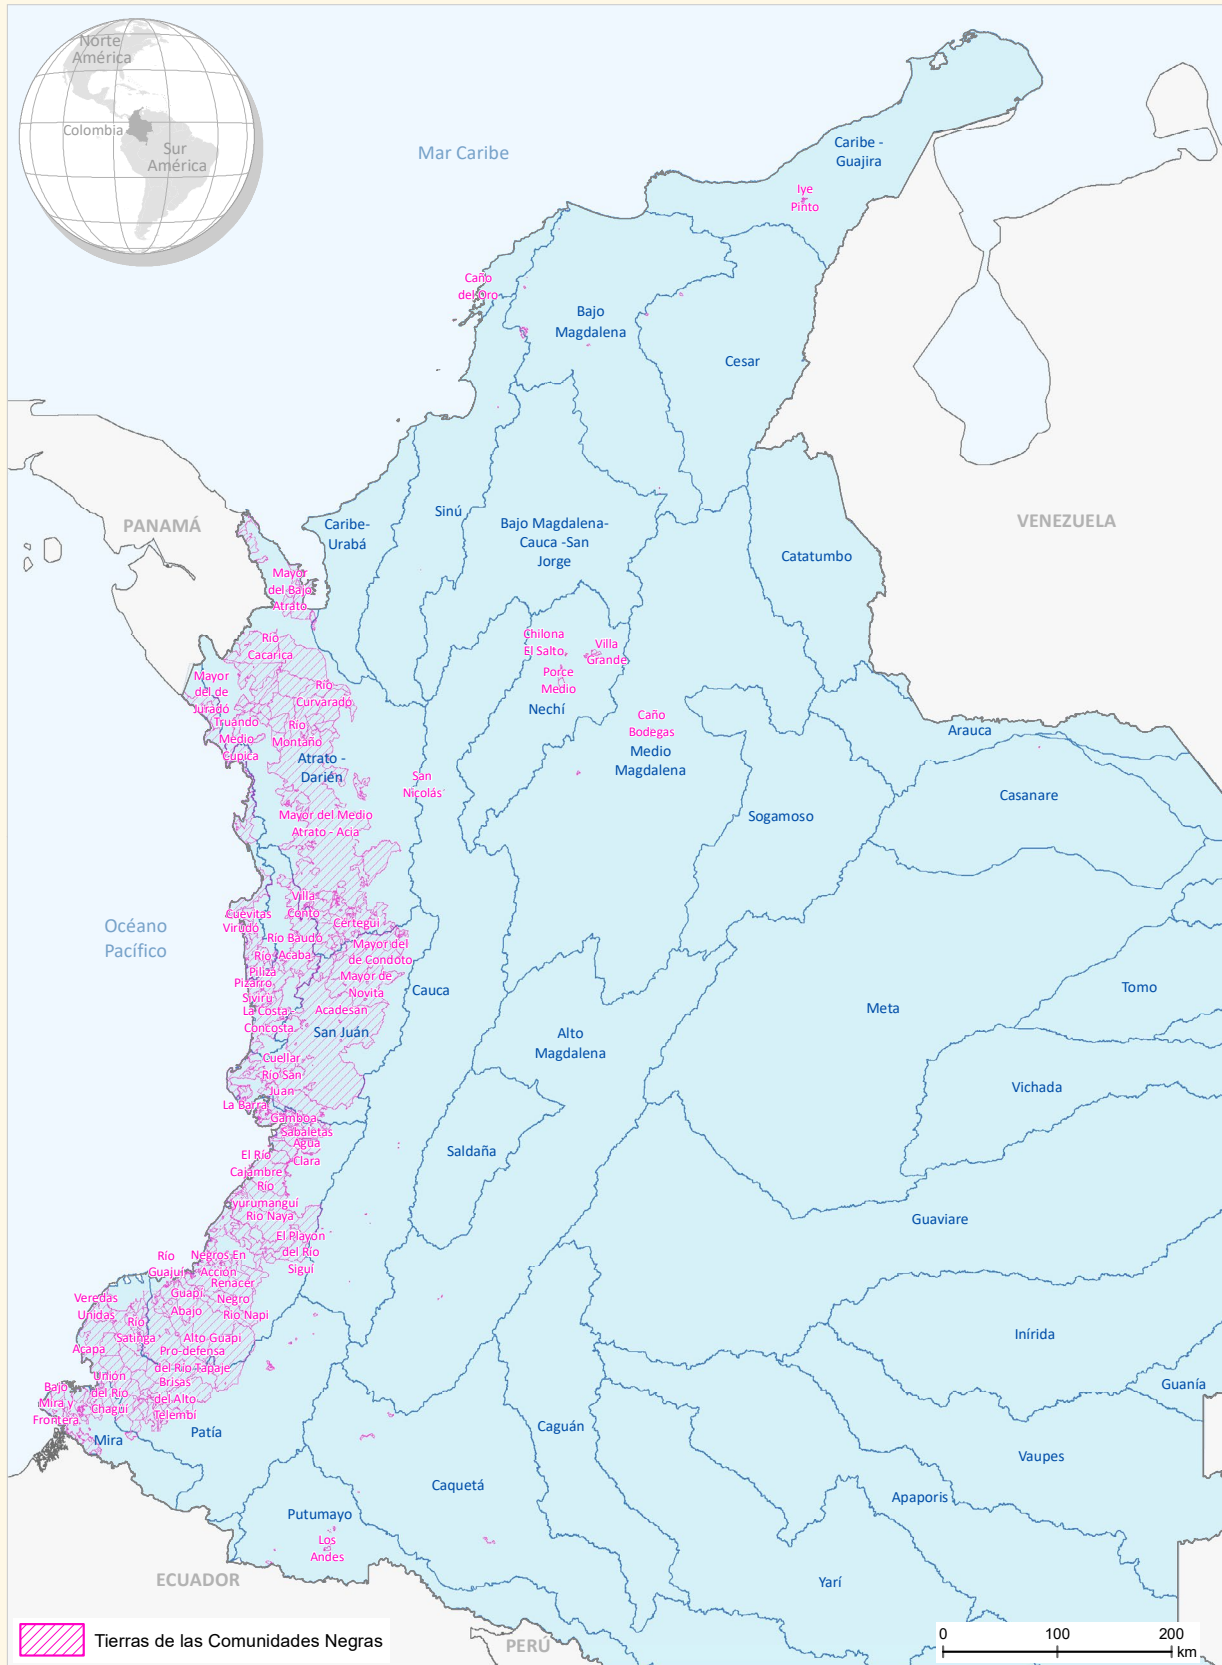 Norte
América
Colombia
Sur
América
Mar Caribe
Caribe -
Guajira
Iye
Pinto
Caño
del Oro
Bajo
Magdalena
Cesar
PANAMÁ
VENEZUELA
Caribe-
Urabá
Sinú
Bajo Magdalena-
Cauca -San
Jorge
Catatumbo
Mayor
del Bajo
Atrato
Río
Cacarica
Chilona
El Salto
Villa
Grande
Porce
Medio
Nechí
Mayor
del de
Juradó
Río
Curvaradó
Truandó
Medio
Cupica
Río
Montaño
Atrato -
Darién
Caño
Bodegas
Medio
Magdalena
Arauca
Casanare
San
Nicolás
Mayor del Medio
Atrato - Acia
Sogamoso
Villa
Conto
Cuevitas
Virudó
Certegui
Océano
Pacífico
Río Baudó
Acaba
Mayor del
de Condoto
Río
Piliza
Mayor de
Novita
Pizarro
Sivirú
Cauca
Tomo
Meta
La Costa-
Concosta
Acadesan
San Juán
Alto
Magdalena
Cuellar
Río San
Juan
Vichada
La Barra
Gamboa
Sabaletas
Agua
Clara
Saldaña
El Río
Cajambre
Río
yurumanguí
Río Naya
Guaviare
El Playon
del Río
Sigui
Río
Guajuí
Negros En
Acción
Renacer
Negro
Guapi
Abajo
Río Napi
Veredas
Unidas
Río
Satinga
Alto Guapi
Inírida
Acapa
Pro-defensa
del Río Tapaje
Guanía
Unión
del Río
Chagüí
Brisas
del Alto
Telembí
Bajo
Mira y
Frontera
Mira
Patía
Caguán
Vaupes
Caquetá
Apaporis
Putumayo
Los
Andes
ECUADOR
Yarí
PERÚ
Tierras de las Comunidades Negras
0 100 200
km